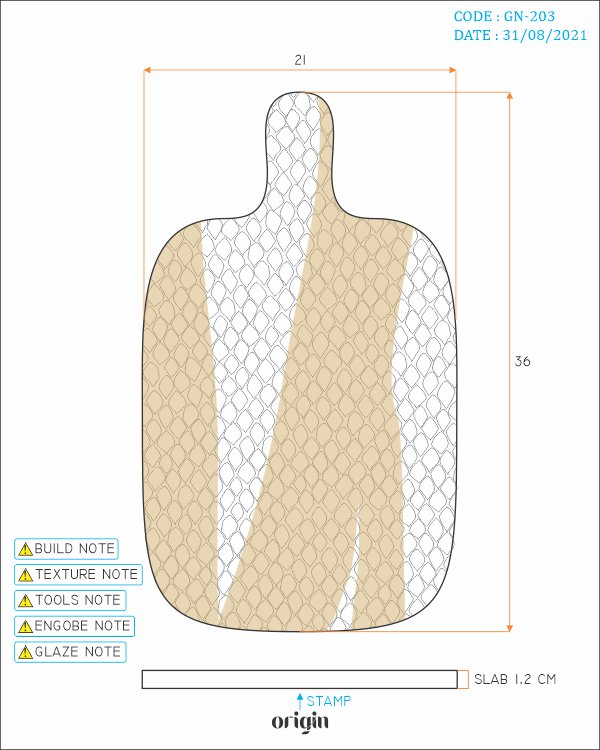 CODE : GN-203
DATE : 31/08/2021
21
36
BUILD NOTE
TEXTURE NOTE
TOOLS NOTE
ENGOBE NOTE
GLAZE NOTE
SLAB 1.2 CM
STAMP
origin